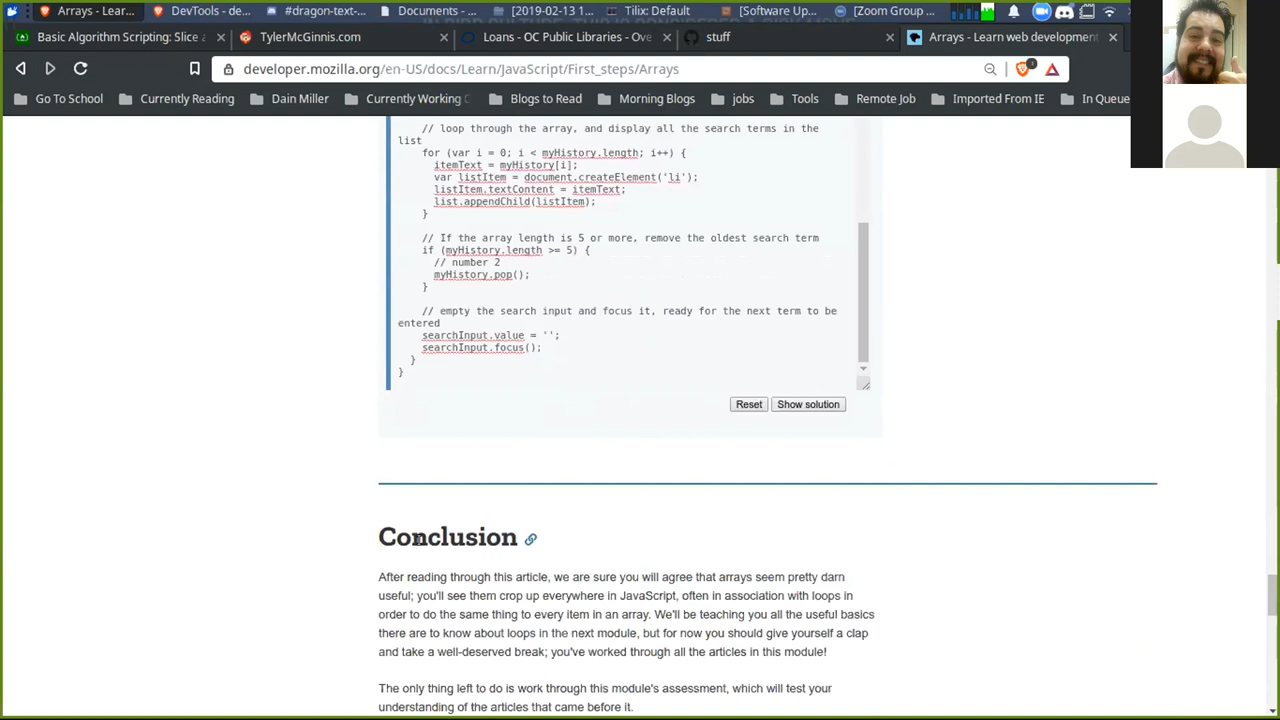 Arrays - Lear...
DevTools - de...
#dragon-text-...
Documents - ...
[2019-02-13 1...
Tilix: Default
[Software Up...
[Zoom Group ...
Basic Algorithm Scripting: Slice a
TylerMcGinnis.com
Loans - OC Public Libraries - Ove
stuff
Arrays - Learn web development
developer.mozilla.org/en-US/docs/Learn/JavaScript/First_steps/Arrays
1
Go To School
Currently Reading
Dain Miller
Currently Working O
Blogs to Read
Morning Blogs
jobs
Tools
Remote Job
Imported From IE
In Queue
// loop through the array, and display all the search terms in the
list
for (var i = 0; i < myHistory.length; i++) {
itemText = myHistory[i];
var listItem = document.createElement('li');
listItem.textContent = itemText;
list.appendChild(listItem);
}
// If the array length is 5 or more, remove the oldest search term
if (myHistory.length >= 5) {
// number 2
myHistory.pop();
}
// empty the search input and focus it, ready for the next term to be
entered
searchInput.value = '';
searchInput.focus();
}
}
Reset
Show solution
Conclusion
After reading through this article, we are sure you will agree that arrays seem pretty darn
useful; you'll see them crop up everywhere in JavaScript, often in association with loops in
order to do the same thing to every item in an array. We'll be teaching you all the useful basics
there are to know about loops in the next module, but for now you should give yourself a clap
and take a well-deserved break; you've worked through all the articles in this module!
The only thing left to do is work through this module's assessment, which will test your
understanding of the articles that came before it.